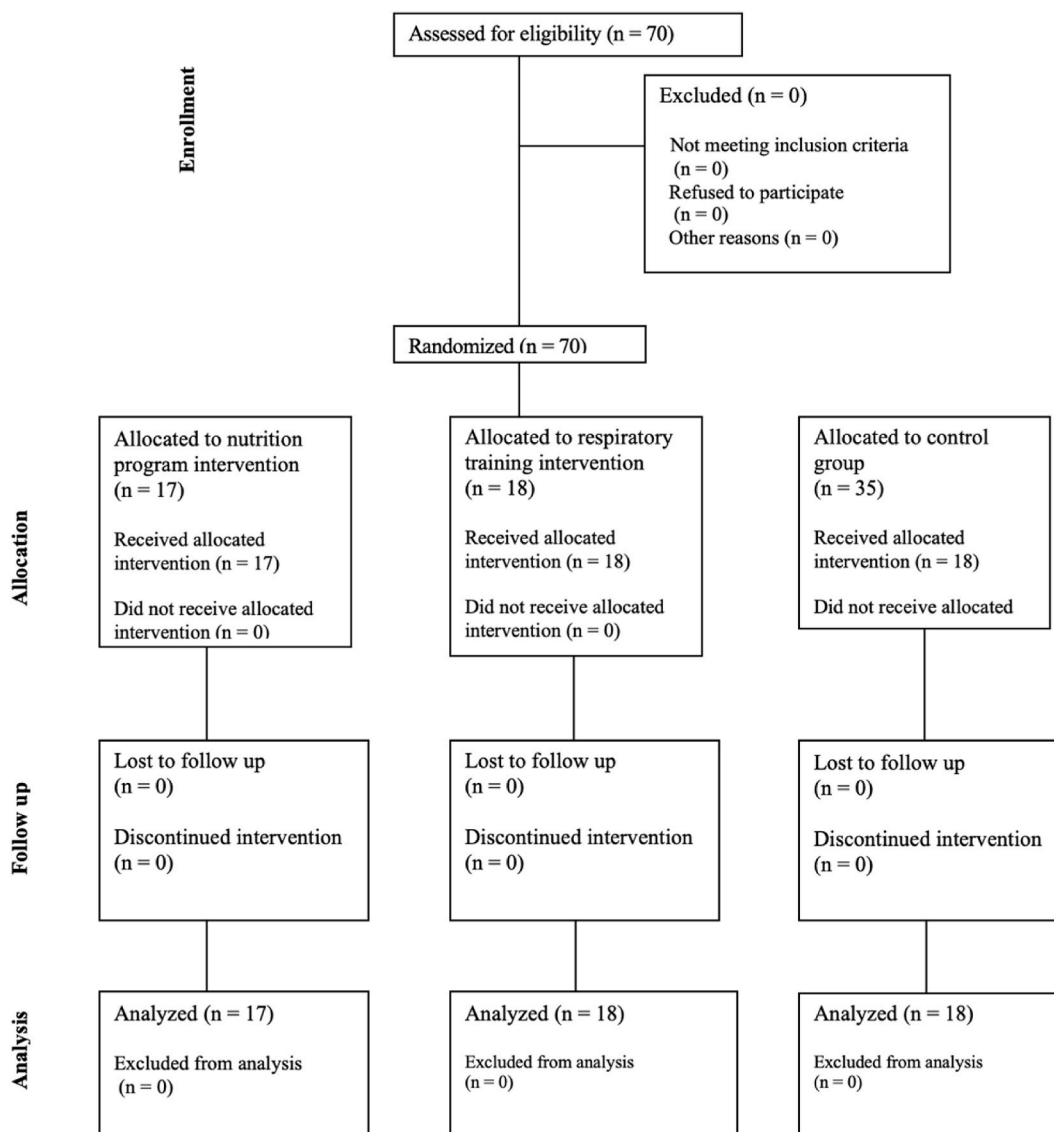 Assessed for eligibility (n = 70)
Enrollment
Excluded (n = 0)
Not meeting inclusion criteria
(n = 0)
Refused to participate
(n = 0)
Other reasons (n = 0)
Randomized (n = 70)
Allocation
Allocated to nutrition
program intervention
(n = 17)
Received allocated
intervention (n = 17)
Did not receive allocated
intervention (n = 0)
Allocated to respiratory
training intervention
(n = 18)
Received allocated
intervention (n = 18)
Did not receive allocated
intervention (n = 0)
Allocated to control
group
(n = 35)
Received allocated
intervention (n = 18)
Did not receive allocated
Follow up
Lost to follow up
(n = 0)
Discontinued intervention
(n = 0)
Lost to follow up
(n = 0)
Discontinued intervention
(n = 0)
Lost to follow up
(n = 0)
Discontinued intervention
(n = 0)
Analysis
Analyzed (n = 17)
Excluded from analysis
(n = 0)
Analyzed (n = 18)
Excluded from analysis
(n = 0)
Analyzed (n = 18)
Excluded from analysis
(n = 0)